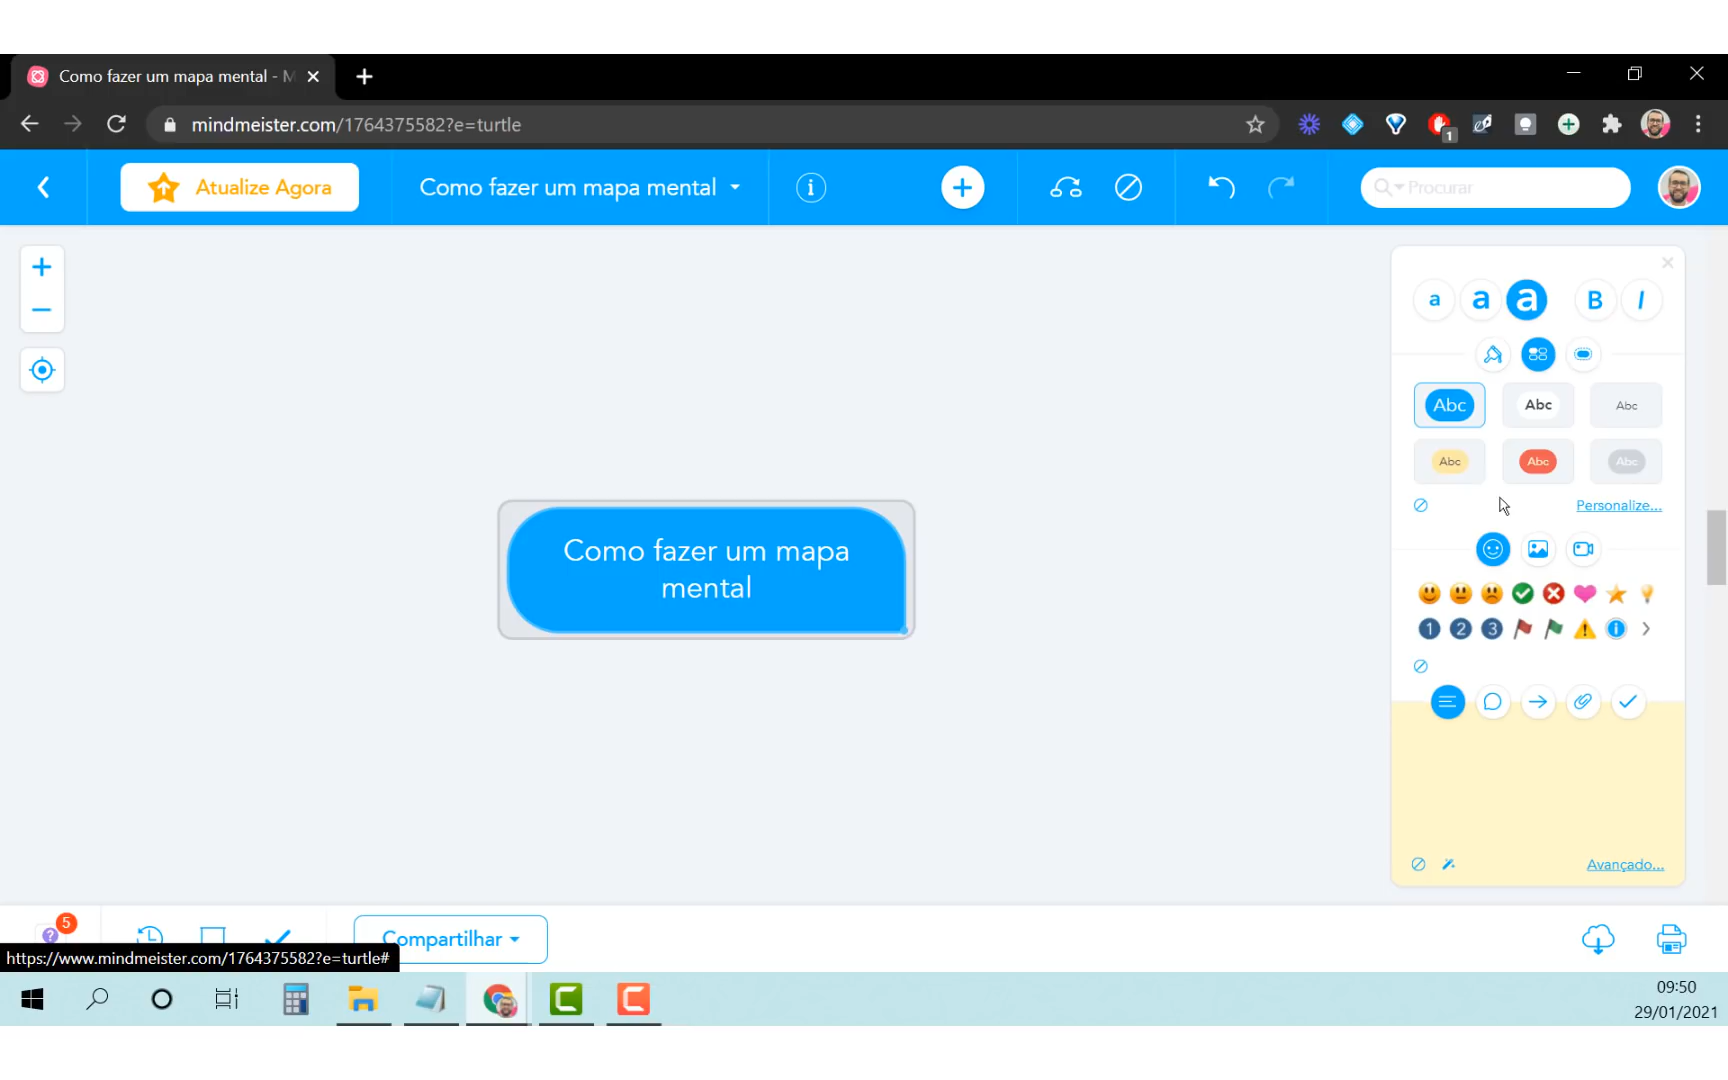 Como fazer um mapa mental - M
mindmeister.com/1764375582?e=turtle
1
Atualize Agora
Como fazer um mapa mental
Procurar
a a a B I
Abc Abc Abc
Abc Abc Abc
Personalize...
Como fazer um mapa
mental
1 2 3
Avançado...
5
Compartilhar
https://www.mindmeister.com/1764375582?e=turtle#
09:50
29/01/2021